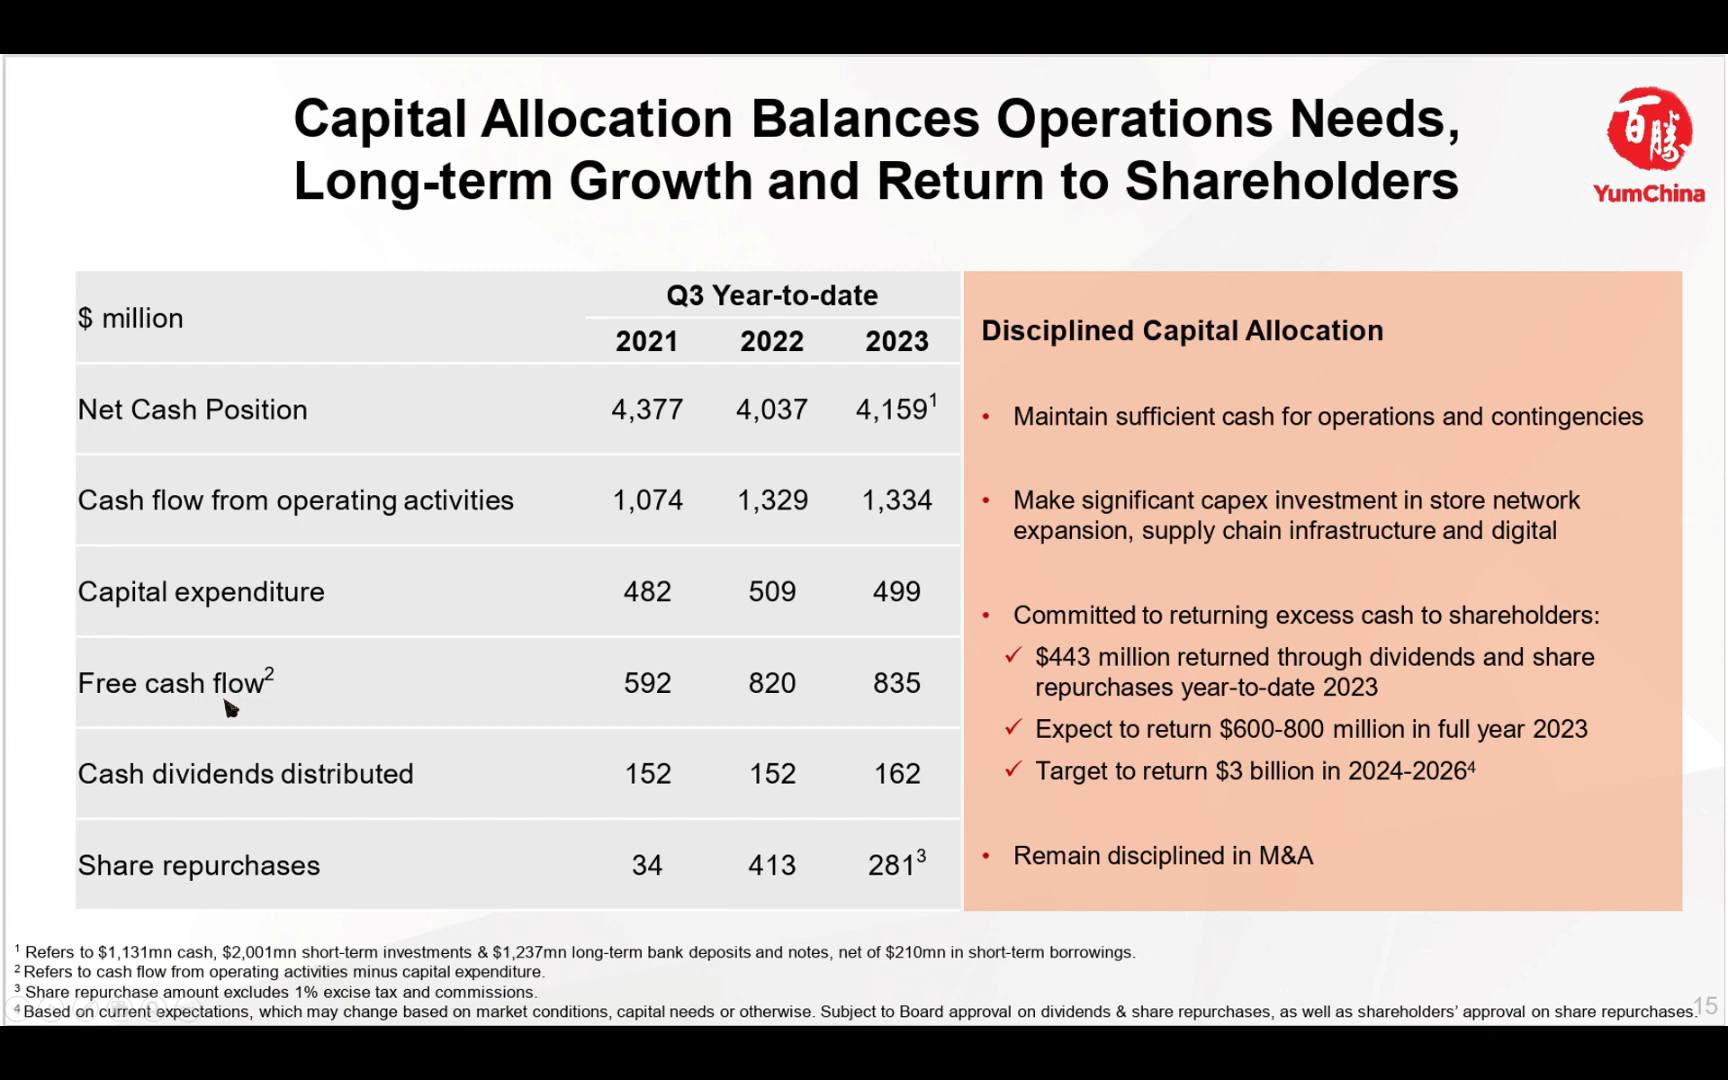 Capital Allocation Balances Operations Needs,
Long-term Growth and Return to Shareholders
百勝
YumChina
$ million
Q3 Year-to-date
2021 2022 2023
Net Cash Position 4,377 4,037 4,159¹
Cash flow from operating activities 1,074 1,329 1,334
Capital expenditure 482 509 499
Free cash flow² 592 820 835
Cash dividends distributed 152 152 162
Share repurchases 34 413 281³
Disciplined Capital Allocation
• Maintain sufficient cash for operations and contingencies
• Make significant capex investment in store network
expansion, supply chain infrastructure and digital
• Committed to returning excess cash to shareholders:
✓ $443 million returned through dividends and share
repurchases year-to-date 2023
✓ Expect to return $600-800 million in full year 2023
✓ Target to return $3 billion in 2024-2026⁴
• Remain disciplined in M&A
¹ Refers to $1,131mn cash, $2,001mn short-term investments & $1,237mn long-term bank deposits and notes, net of $210mn in short-term borrowings.
² Refers to cash flow from operating activities minus capital expenditure.
³ Share repurchase amount excludes 1% excise tax and commissions.
⁴ Based on current expectations, which may change based on market conditions, capital needs or otherwise. Subject to Board approval on dividends & share repurchases, as well as shareholders' approval on share repurchases.
15